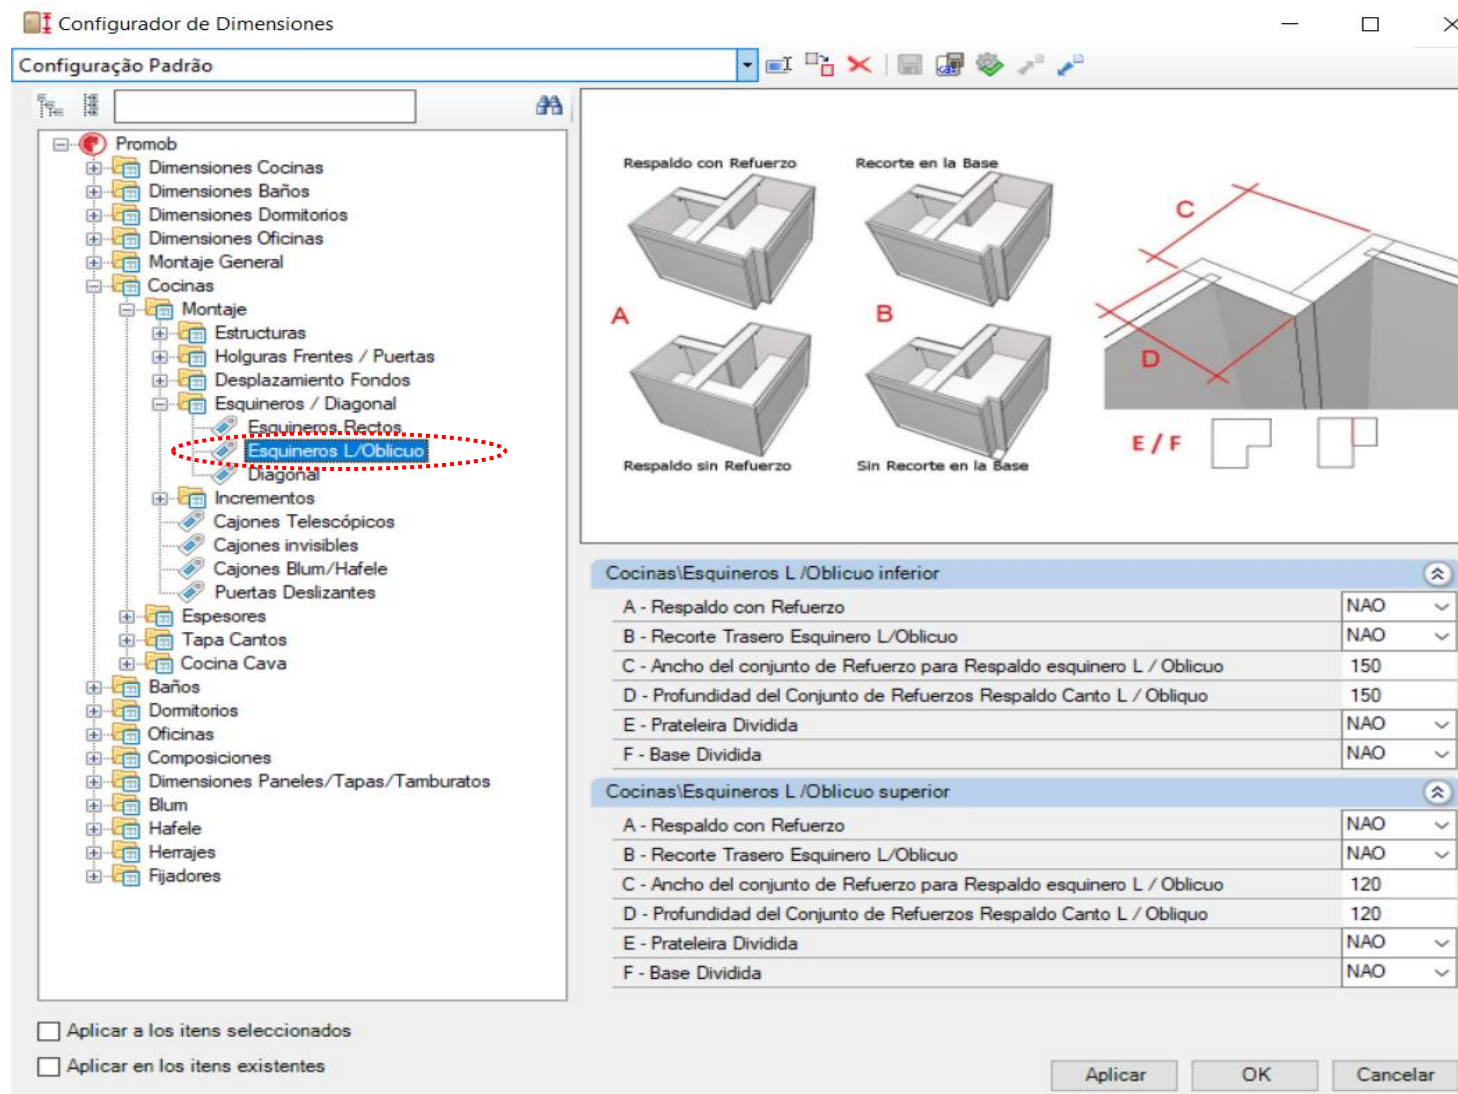 Configurador de Dimensiones
Configuração Padrão
Promob
Dimensiones Cocinas
Dimensiones Baños
Dimensiones Dormitorios
Dimensiones Oficinas
Montaje General
Cocinas
Montaje
Estructuras
Holguras Frentes / Puertas
Desplazamiento Fondos
Esquineros / Diagonal
Esquineros Rectos
Esquineros L/Oblicuo
Diagonal
Incrementos
Cajones Telescópicos
Cajones invisibles
Cajones Blum/Hafele
Puertas Deslizantes
Espesores
Tapa Cantos
Cocina Cava
Baños
Dormitorios
Oficinas
Composiciones
Dimensiones Paneles/Tapas/Tamburatos
Blum
Hafele
Herrajes
Fijadores
Respaldo con Refuerzo
Recorte en la Base
A
B
Respaldo sin Refuerzo
Sin Recorte en la Base
C
D
E / F
Cocinas\Esquineros L /Oblicuo inferior
A - Respaldo con Refuerzo NAO
B - Recorte Trasero Esquinero L/Oblicuo NAO
C - Ancho del conjunto de Refuerzo para Respaldo esquinero L / Oblicuo 150
D - Profundidad del Conjunto de Refuerzos Respaldo Canto L / Obliquo 150
E - Prateleira Dividida NAO
F - Base Dividida NAO
Cocinas\Esquineros L /Oblicuo superior
A - Respaldo con Refuerzo NAO
B - Recorte Trasero Esquinero L/Oblicuo NAO
C - Ancho del conjunto de Refuerzo para Respaldo esquinero L / Oblicuo 120
D - Profundidad del Conjunto de Refuerzos Respaldo Canto L / Obliquo 120
E - Prateleira Dividida NAO
F - Base Dividida NAO
Aplicar a los itens seleccionados
Aplicar en los itens existentes
Aplicar OK Cancelar